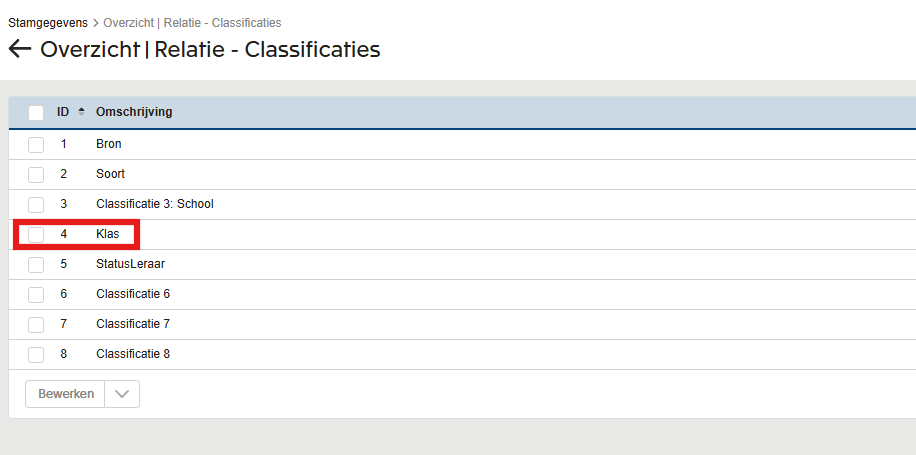 Stamgegevens > Overzicht | Relatie - Classificaties
Overzicht | Relatie - Classificaties
ID Omschrijving
1 Bron
2 Soort
3 Classificatie 3: School
4 Klas
5 StatusLeraar
6 Classificatie 6
7 Classificatie 7
8 Classificatie 8
Bewerken